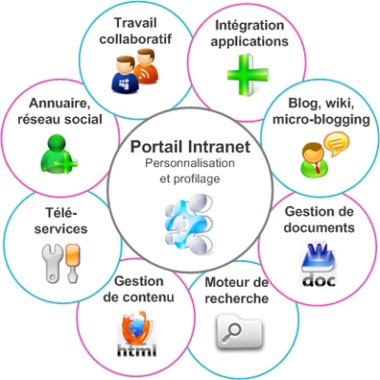 Travail
collaboratif
Intégration
applications
Annuaire,
réseau social
Blog, wiki,
micro-blogging
Portail Intranet
Personnalisation
et profilage
Télé-
services
Gestion de
documents
W
doc
Gestion
de contenu
html
Moteur de
recherche